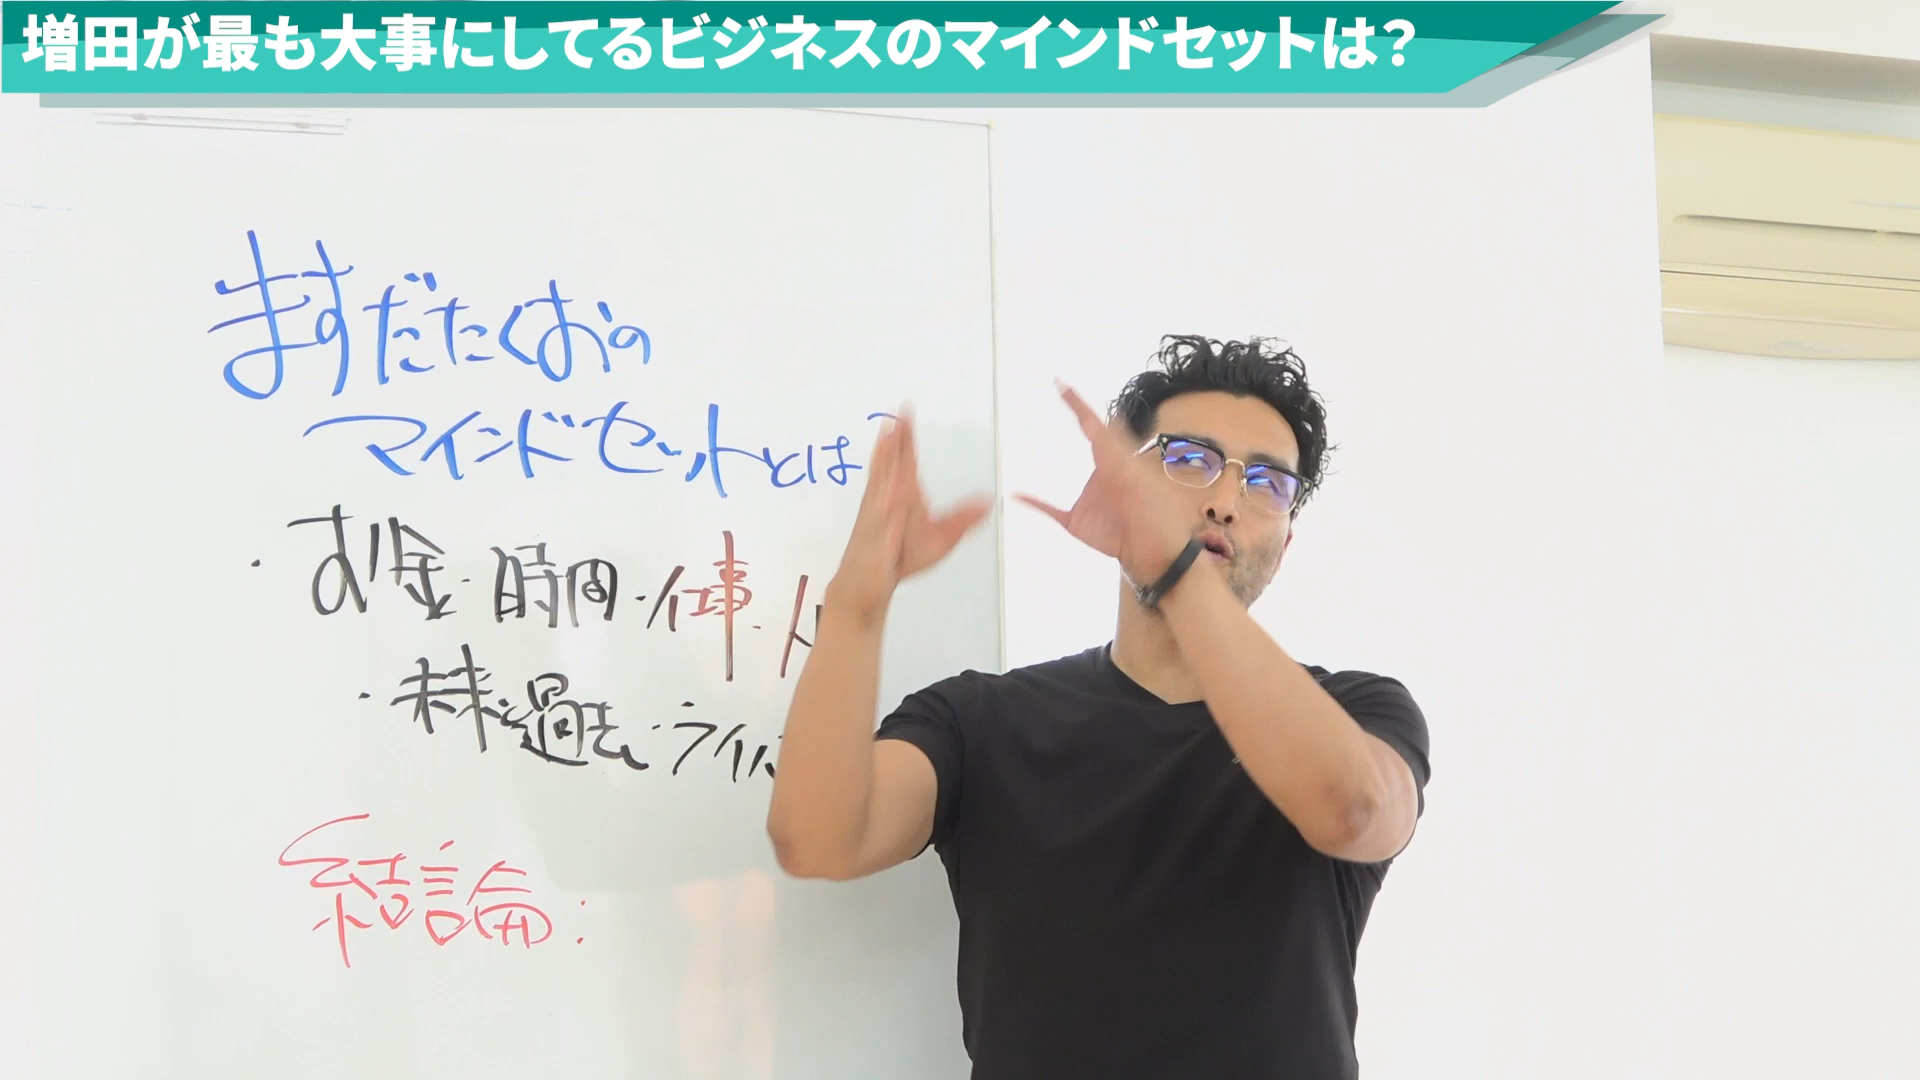 増田が最も大事にしてるビジネスのマインドセットは？
ますだたくおの
マインドセットとは?
・お金・時間・仕事・人
・未来・過去・ライバ
結論: